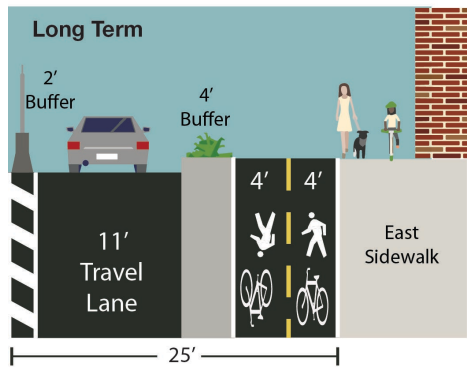 Long Term
2’
Buffer
4’
Buffer
4’ 4’
11’
Travel
Lane
East
Sidewalk
25’